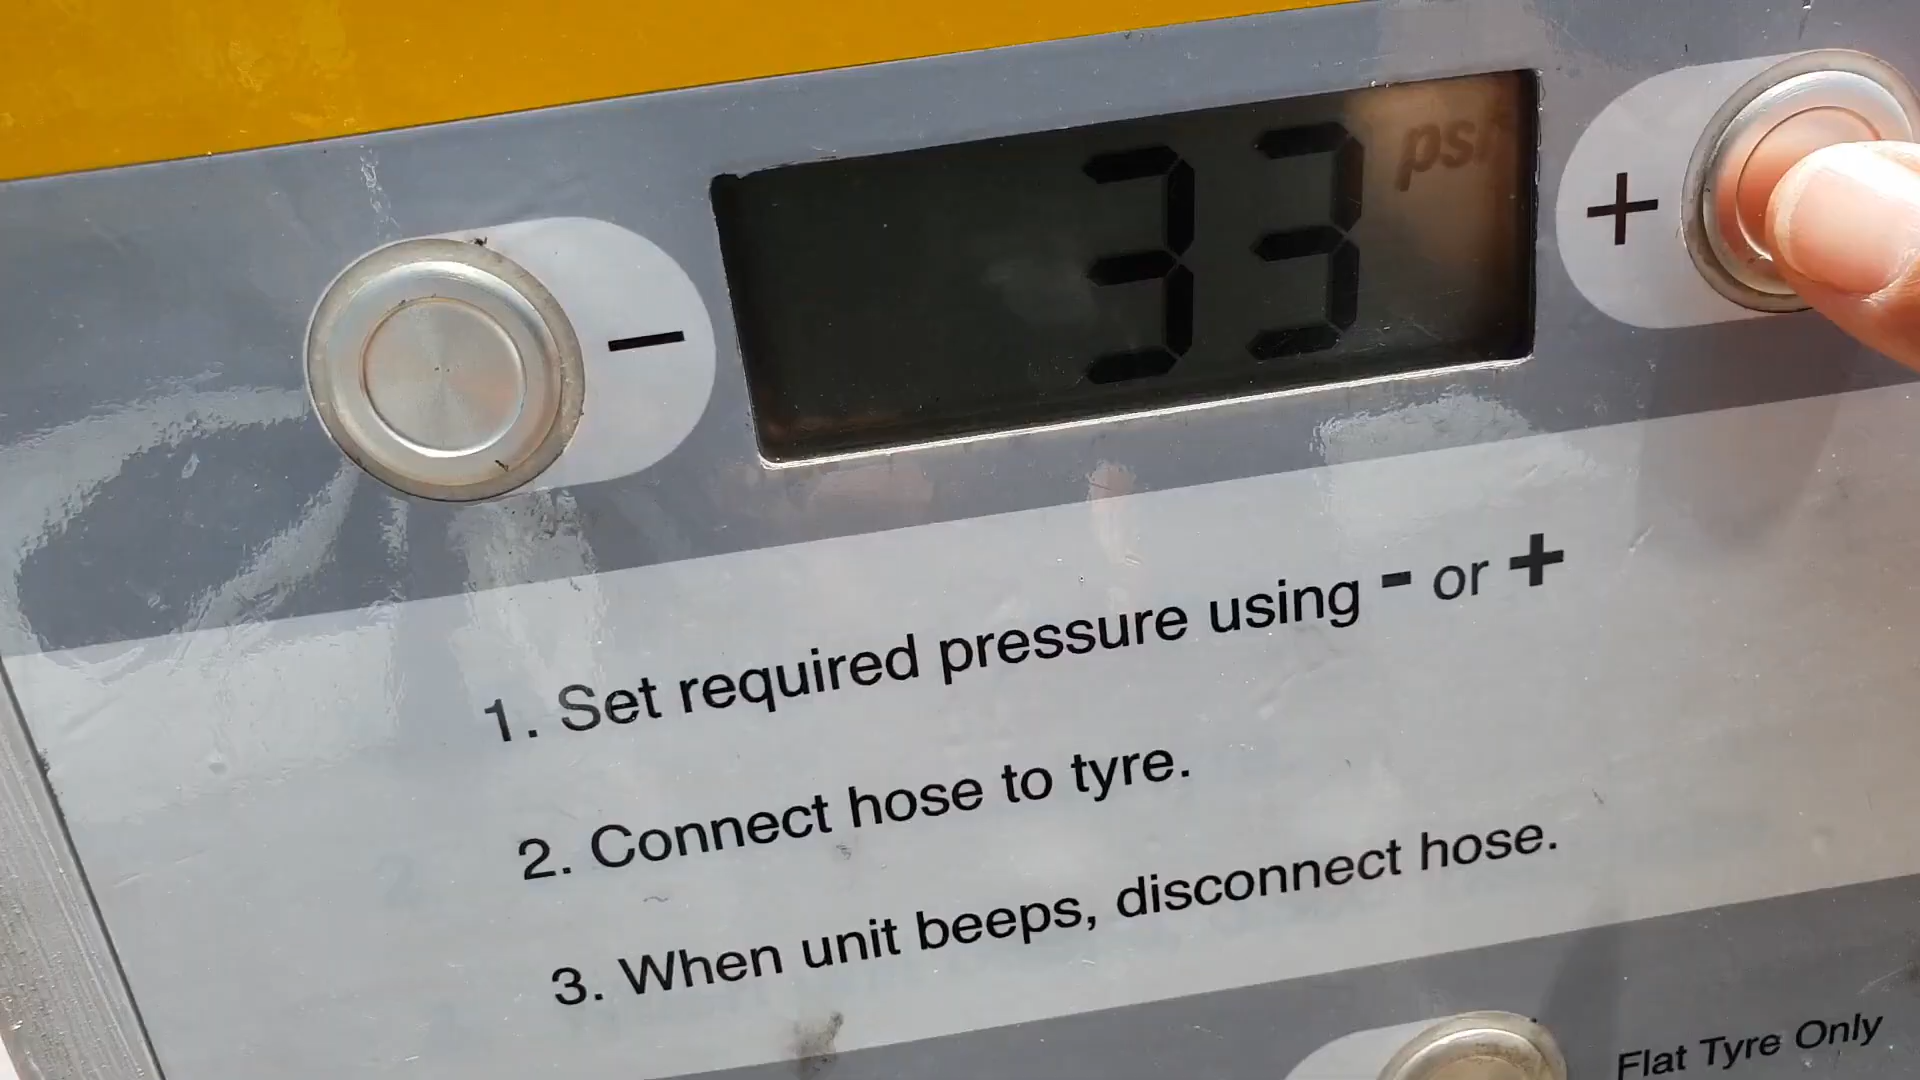 33 psi
– +
1. Set required pressure using - or +
2. Connect hose to tyre.
3. When unit beeps, disconnect hose.
Flat Tyre Only